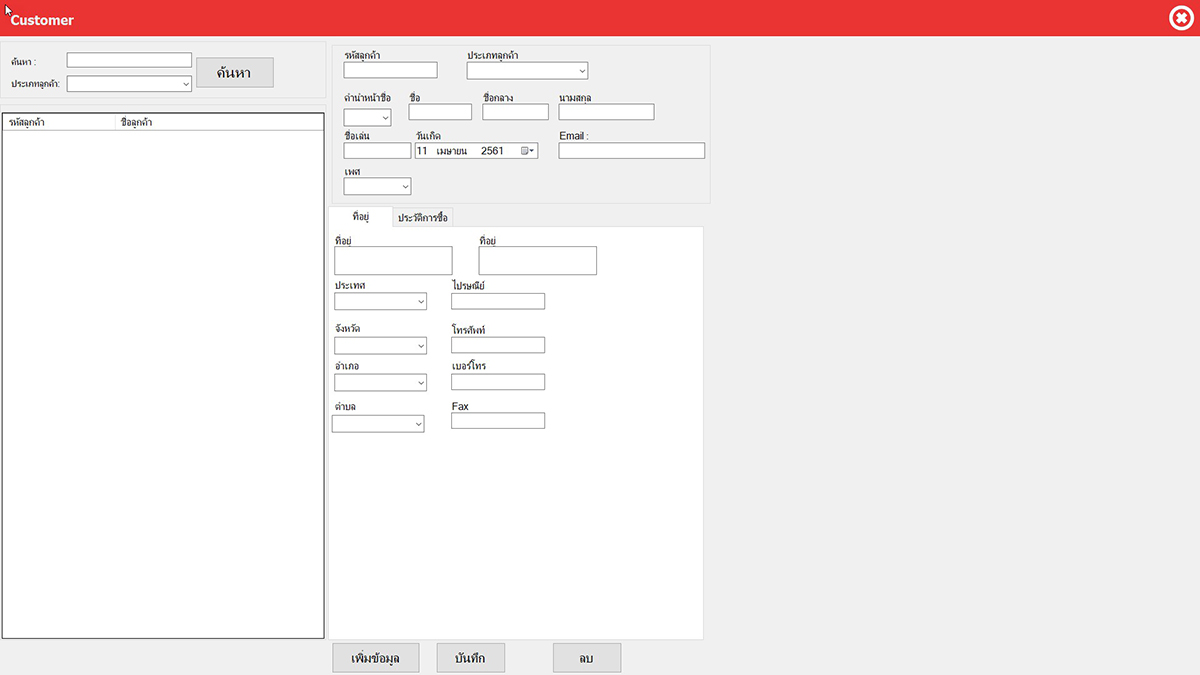 Customer
ค้นหา :
ค้นหา
ประเภทลูกค้า:
รหัสลูกค้า ชื่อลูกค้า
รหัสลูกค้า ประเภทลูกค้า
คำนำหน้าชื่อ ชื่อ ชื่อกลาง นามสกุล
ชื่อเล่น วันเกิด Email :
11 เมษายน 2561
เพศ
ที่อยู่ ประวัติการซื้อ
ที่อยู่ ที่อยู่
ประเทศ ไปรษณีย์
จังหวัด โทรศัพท์
อำเภอ เบอร์โทร
ตำบล Fax
เพิ่มข้อมูล บันทึก ลบ